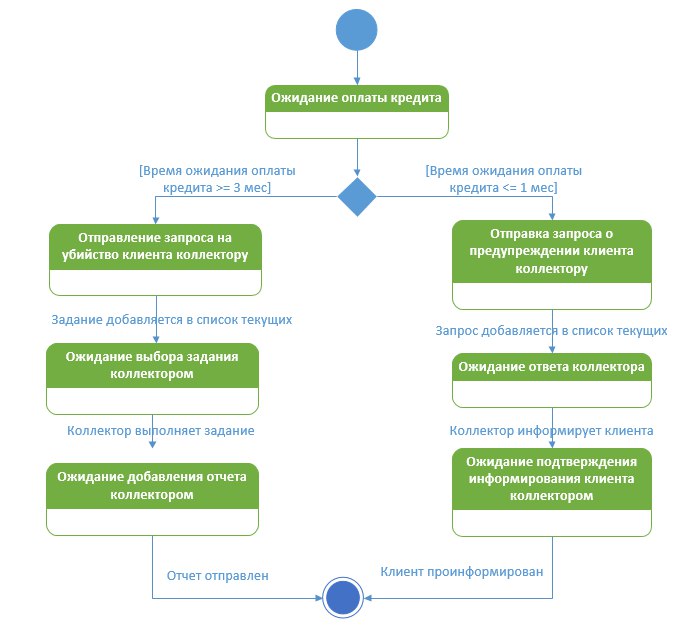 Ожидание оплаты кредита
[Время ожидания оплаты
кредита >= 3 мес]
[Время ожидания оплаты
кредита <= 1 мес]
Отправление запроса на
убийство клиента коллектору
Отправка запроса о
предупреждении клиента
коллектору
Задание добавляется в список текущих
Запрос добавляется в список текущих
Ожидание выбора задания
коллектором
Ожидание ответа коллектора
Коллектор выполняет задание
Коллектор информирует клиента
Ожидание добавления отчета
коллектором
Ожидание подтверждения
информирования клиента
коллектором
Отчет отправлен
Клиент проинформирован